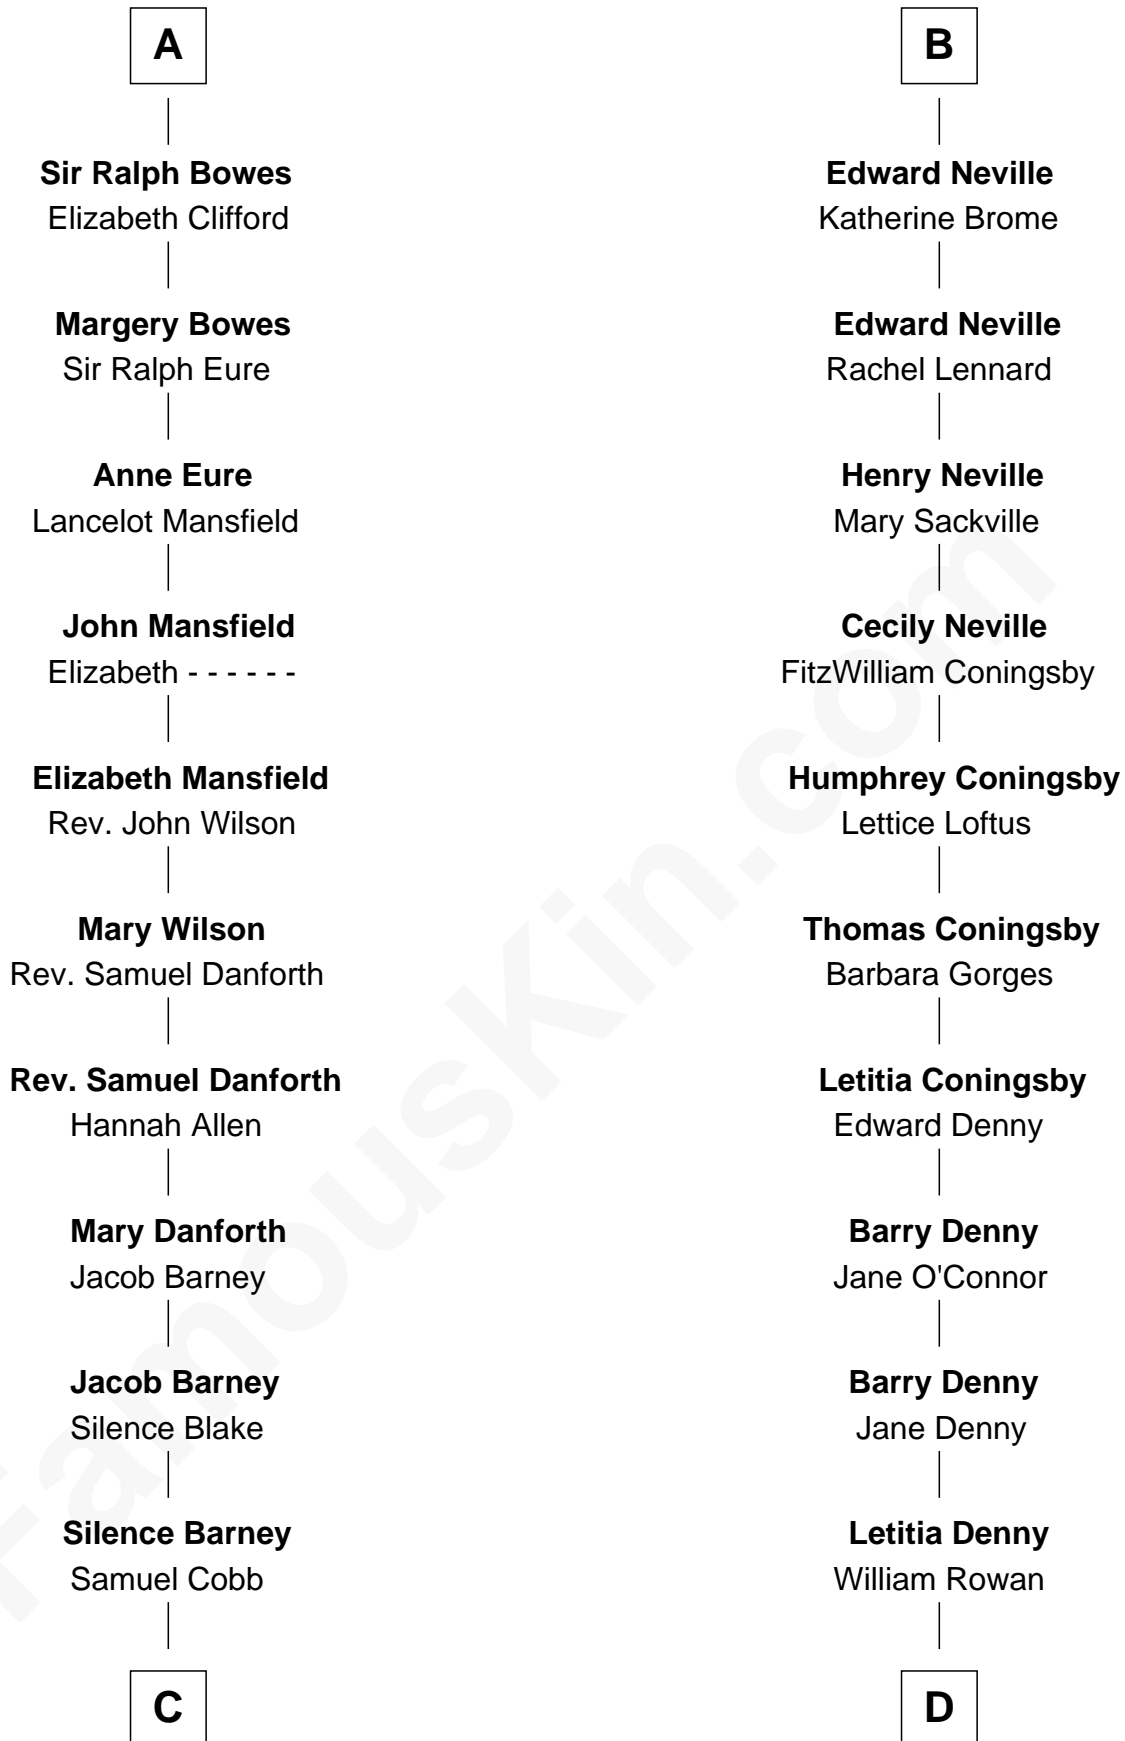 A
Sir Ralph Bowes
Elizabeth Clifford
Margery Bowes
Sir Ralph Eure
Anne Eure
Lancelot Mansfield
John Mansfield
Elizabeth - - - - - -
Elizabeth Mansfield
Rev. John Wilson
Mary Wilson
Rev. Samuel Danforth
Rev. Samuel Danforth
Hannah Allen
Mary Danforth
Jacob Barney
Jacob Barney
Silence Blake
Silence Barney
Samuel Cobb
C
B
Edward Neville
Katherine Brome
Edward Neville
Rachel Lennard
Henry Neville
Mary Sackville
Cecily Neville
FitzWilliam Coningsby
Humphrey Coningsby
Lettice Loftus
Thomas Coningsby
Barbara Gorges
Letitia Coningsby
Edward Denny
Barry Denny
Jane O'Connor
Barry Denny
Jane Denny
Letitia Denny
William Rowan
D
FamousKin.com